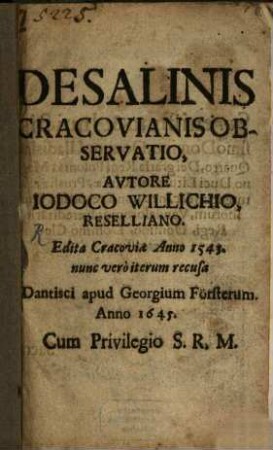 5225.
DE SALINIS
CRACOVIANIS OB-
SERVATIO,
AVTORE
IODOCO WILLICHIO,
RESELLIANO.
Edita Cracoviæ Anno 1543.
nunc verò iterum recusa
Dantisci apud Georgium Försterum.
Anno 1645.
Cum Privilegio S. R. M.